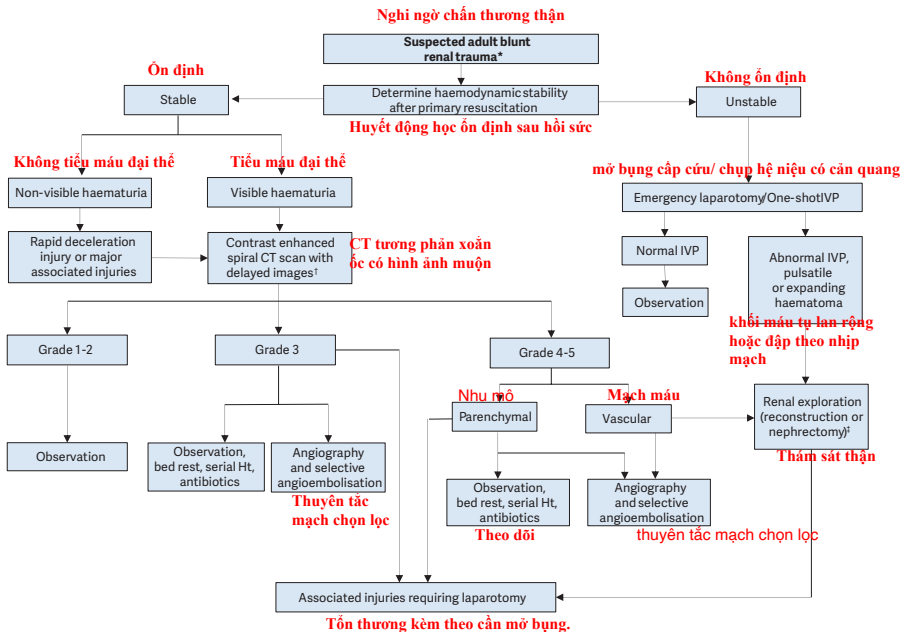 Nghi ngờ chấn thương thận
Suspected adult blunt
renal trauma*
Ổn định
Không ổn định
Stable
Determine haemodynamic stability
after primary resuscitation
Unstable
Huyết động học ổn định sau hồi sức
Không tiểu máu đại thể
Tiểu máu đại thể
mở bụng cấp cứu/ chụp hệ niệu có cản quang
Non-visible haematuria
Visible haematuria
Emergency laparotomy/One-shotIVP
Rapid deceleration
injury or major
associated injuries
Contrast enhanced
spiral CT scan with
delayed images†
CT tương phản xoắn
ốc có hình ảnh muộn
Normal IVP
Abnormal IVP,
pulsatile
or expanding
haematoma
Observation
khối máu tụ lan rộng
hoặc đập theo nhịp
mạch
Grade 1-2
Grade 3
Grade 4-5
Nhu mô
Mạch máu
Parenchymal
Vascular
Renal exploration
(reconstruction or
nephrectomy)‡
Thám sát thận
Observation
Observation,
bed rest, serial Ht,
antibiotics
Angiography
and selective
angioembolisation
Thuyên tắc
mạch chọn lọc
Observation,
bed rest, serial Ht,
antibiotics
Theo dõi
Angiography
and selective
angioembolisation
thuyên tắc mạch chọn lọc
Associated injuries requiring laparotomy
Tổn thương kèm theo cần mở bụng.